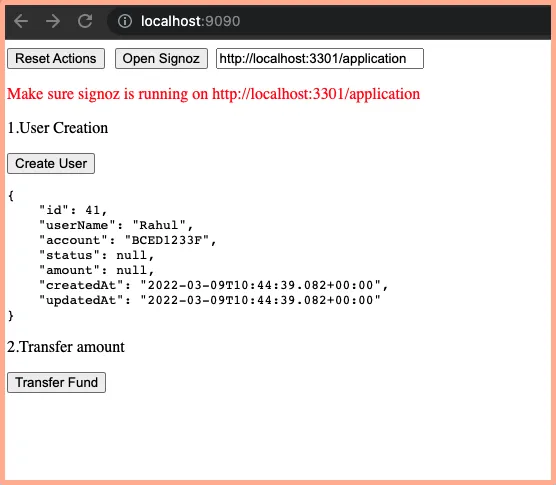 localhost:9090
Reset Actions Open Signoz http://localhost:3301/application
Make sure signoz is running on http://localhost:3301/application
1.User Creation
Create User
{
"id": 41,
"userName": "Rahul",
"account": "BCED1233F",
"status": null,
"amount": null,
"createdAt": "2022-03-09T10:44:39.082+00:00",
"updatedAt": "2022-03-09T10:44:39.082+00:00"
}
2.Transfer amount
Transfer Fund